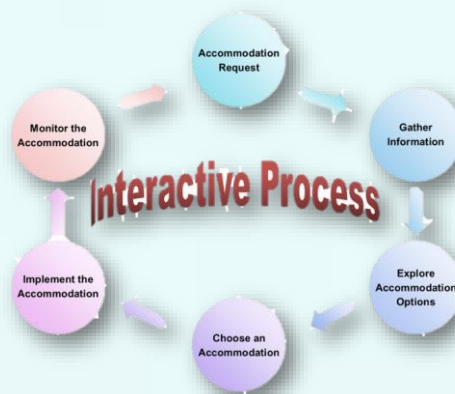 Accommodation
Request
Gather
Information
Explore
Accommodation
Options
Choose an
Accommodation
Implement the
Accommodation
Monitor the
Accommodation
Interactive Process